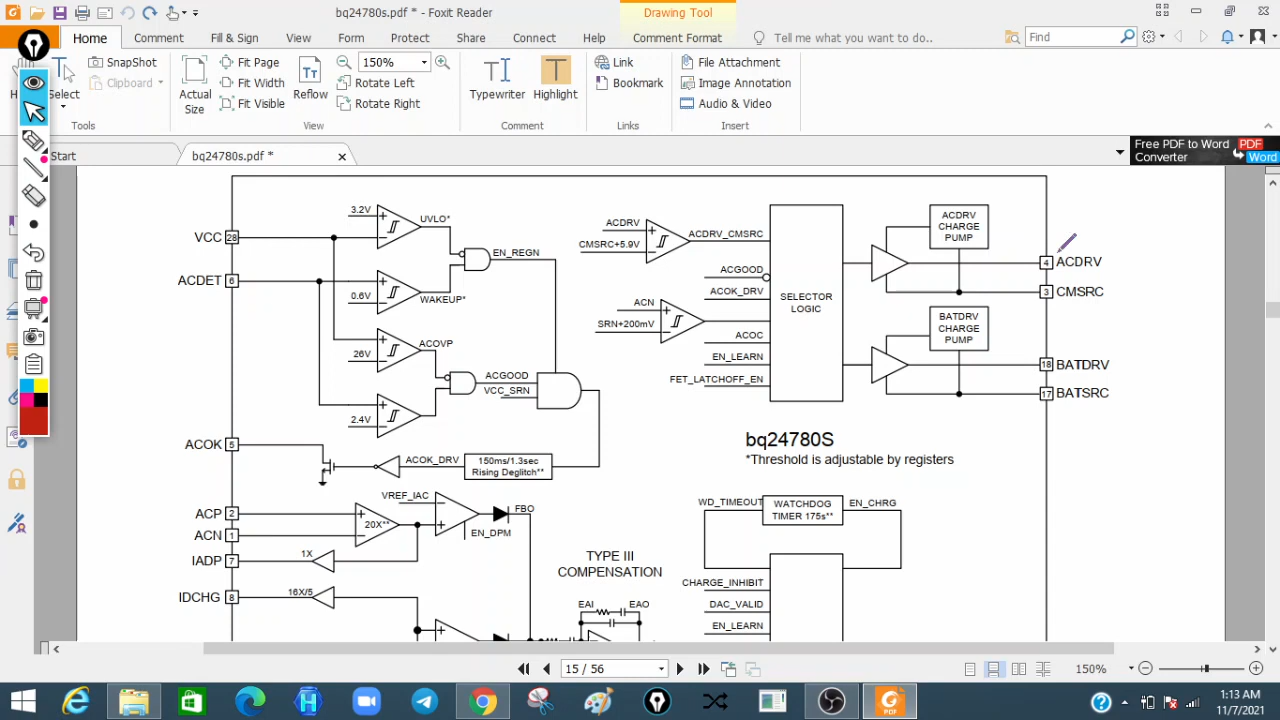 bq24780s.pdf * - Foxit Reader
Drawing Tool
Home
Comment
Fill & Sign
View
Form
Protect
Share
Connect
Help
Comment Format
Tell me what you want to do..
Find
Select
SnapShot
Clipboard
Tools
Actual Size
Fit Page
Fit Width
Fit Visible
Reflow
150%
Rotate Left
Rotate Right
View
Typewriter
Highlight
Comment
Link
Bookmark
Links
File Attachment
Image Annotation
Audio & Video
Insert
Start
bq24780s.pdf *
Free PDF to Word Converter
PDF
Word
VCC 28
ACDET 6
ACOK 5
ACP 2
ACN 1
IADP 7
IDCHG 8
3.2V
UVLO*
EN_REGN
0.6V
WAKEUP*
ACOVP
26V
ACGOOD
VCC_SRN
2.4V
ACOK_DRV
150ms/1.3sec
Rising Deglitch**
VREF_IAC
FBO
20X**
EN_DPM
1X
16X/5
TYPE III
COMPENSATION
EAI
EAO
ACDRV
CMSRC+5.9V
ACDRV_CMSRC
ACGOOD
ACOK_DRV
ACN
SRN+200mV
ACOC
EN_LEARN
FET_LATCHOFF_EN
SELECTOR
LOGIC
ACDRV
CHARGE
PUMP
BATDRV
CHARGE
PUMP
4 ACDRV
3 CMSRC
18 BATDRV
17 BATSRC
bq24780S
*Threshold is adjustable by registers
WD_TIMEOUT
WATCHDOG
TIMER 175s**
EN_CHRG
CHARGE_INHIBIT
DAC_VALID
EN_LEARN
15 / 56
150%
1:13 AM
11/7/2021